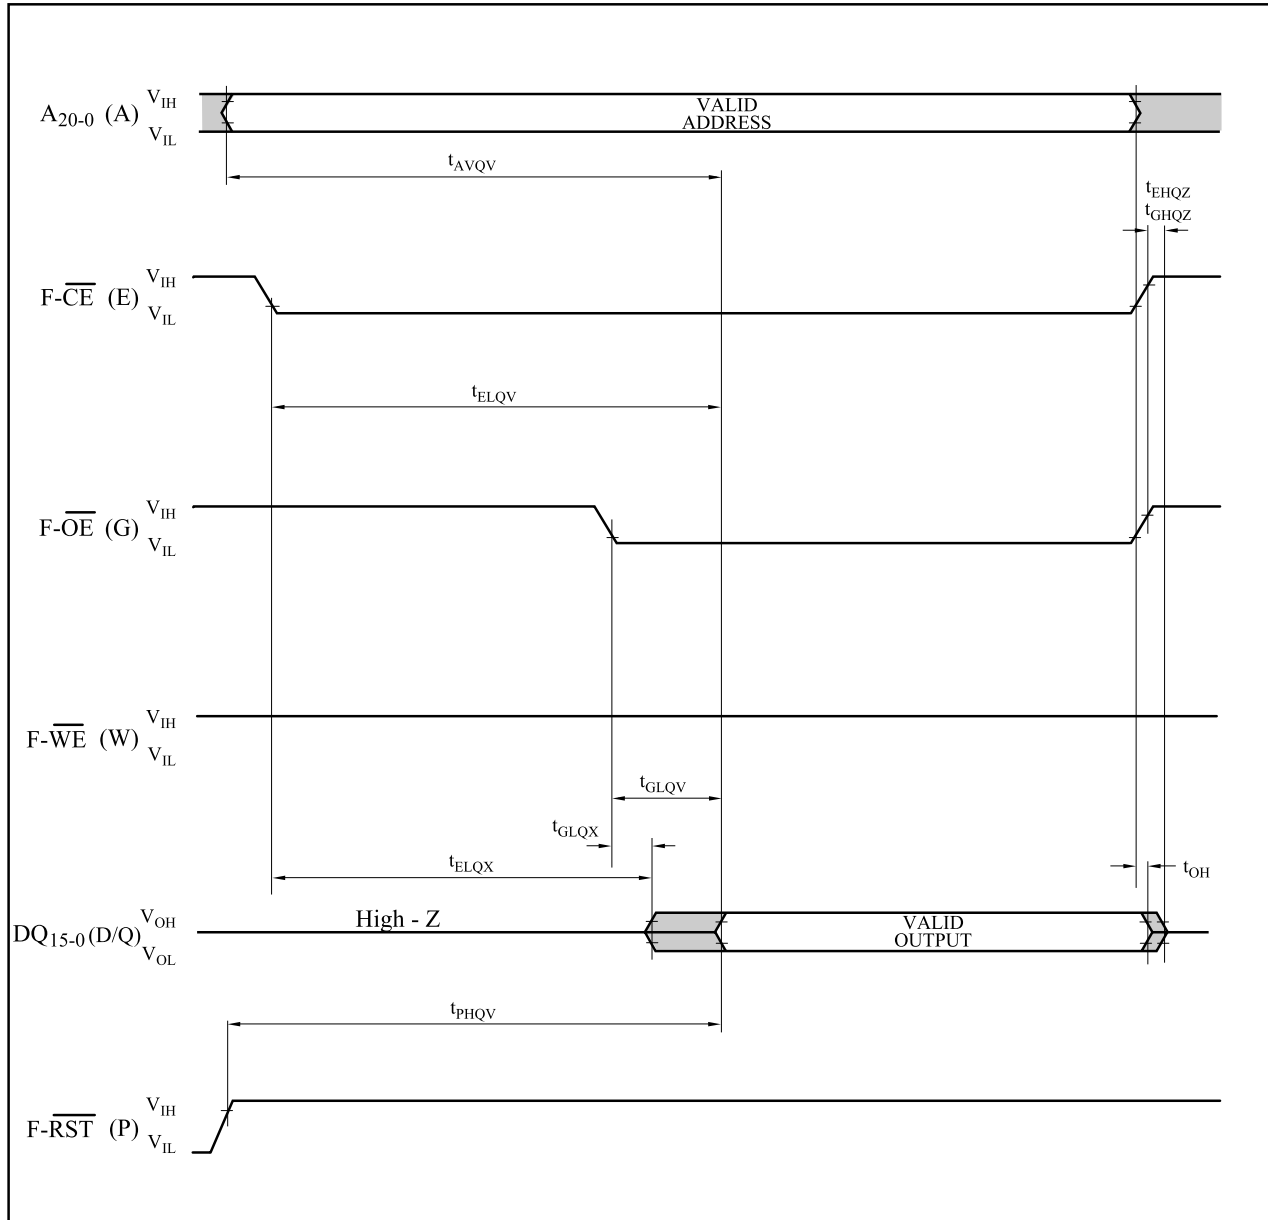 A20-0 (A)
VIH
VIL
VALID
ADDRESS
tAVQV
tEHQZ
tGHQZ
F-CE (E)
VIH
VIL
tELQV
F-OE (G)
VIH
VIL
F-WE (W)
VIH
VIL
tGLQV
tGLQX
tELQX
tOH
DQ15-0 (D/Q)
VOH
VOL
High - Z
VALID
OUTPUT
tPHQV
F-RST (P)
VIH
VIL